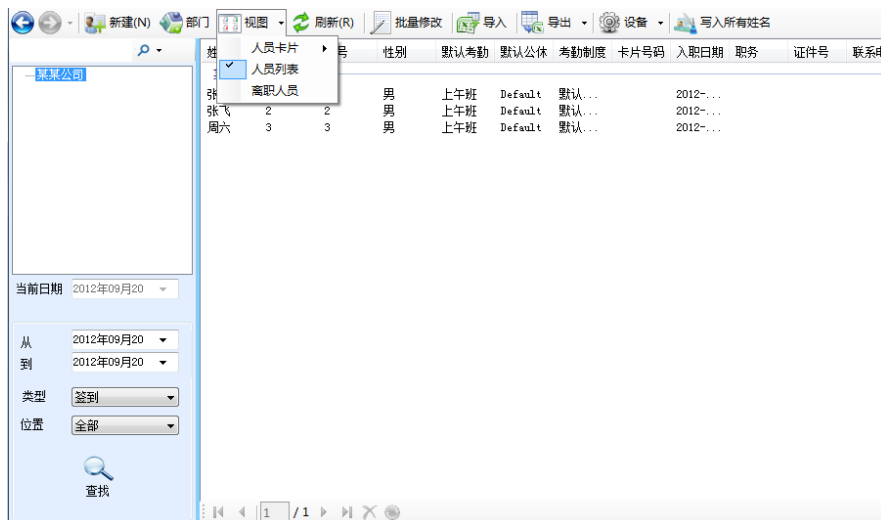 新建(N) 部门 视图 刷新(R) 批量修改 导入 导出 设备 写入所有姓名
号 性别 默认考勤 默认公休 考勤制度 卡片号码 入职日期 职务 证件号
人员卡片
人员列表
离职人员
某某公司
男 上午班 Default 默认... 2012-...
张飞 2 2 男 上午班 Default 默认... 2012-...
周六 3 3 男 上午班 Default 默认... 2012-...
当前日期 2012年09月20
从 2012年09月20
到 2012年09月20
类型 签到
位置 全部
查找
1 / 1